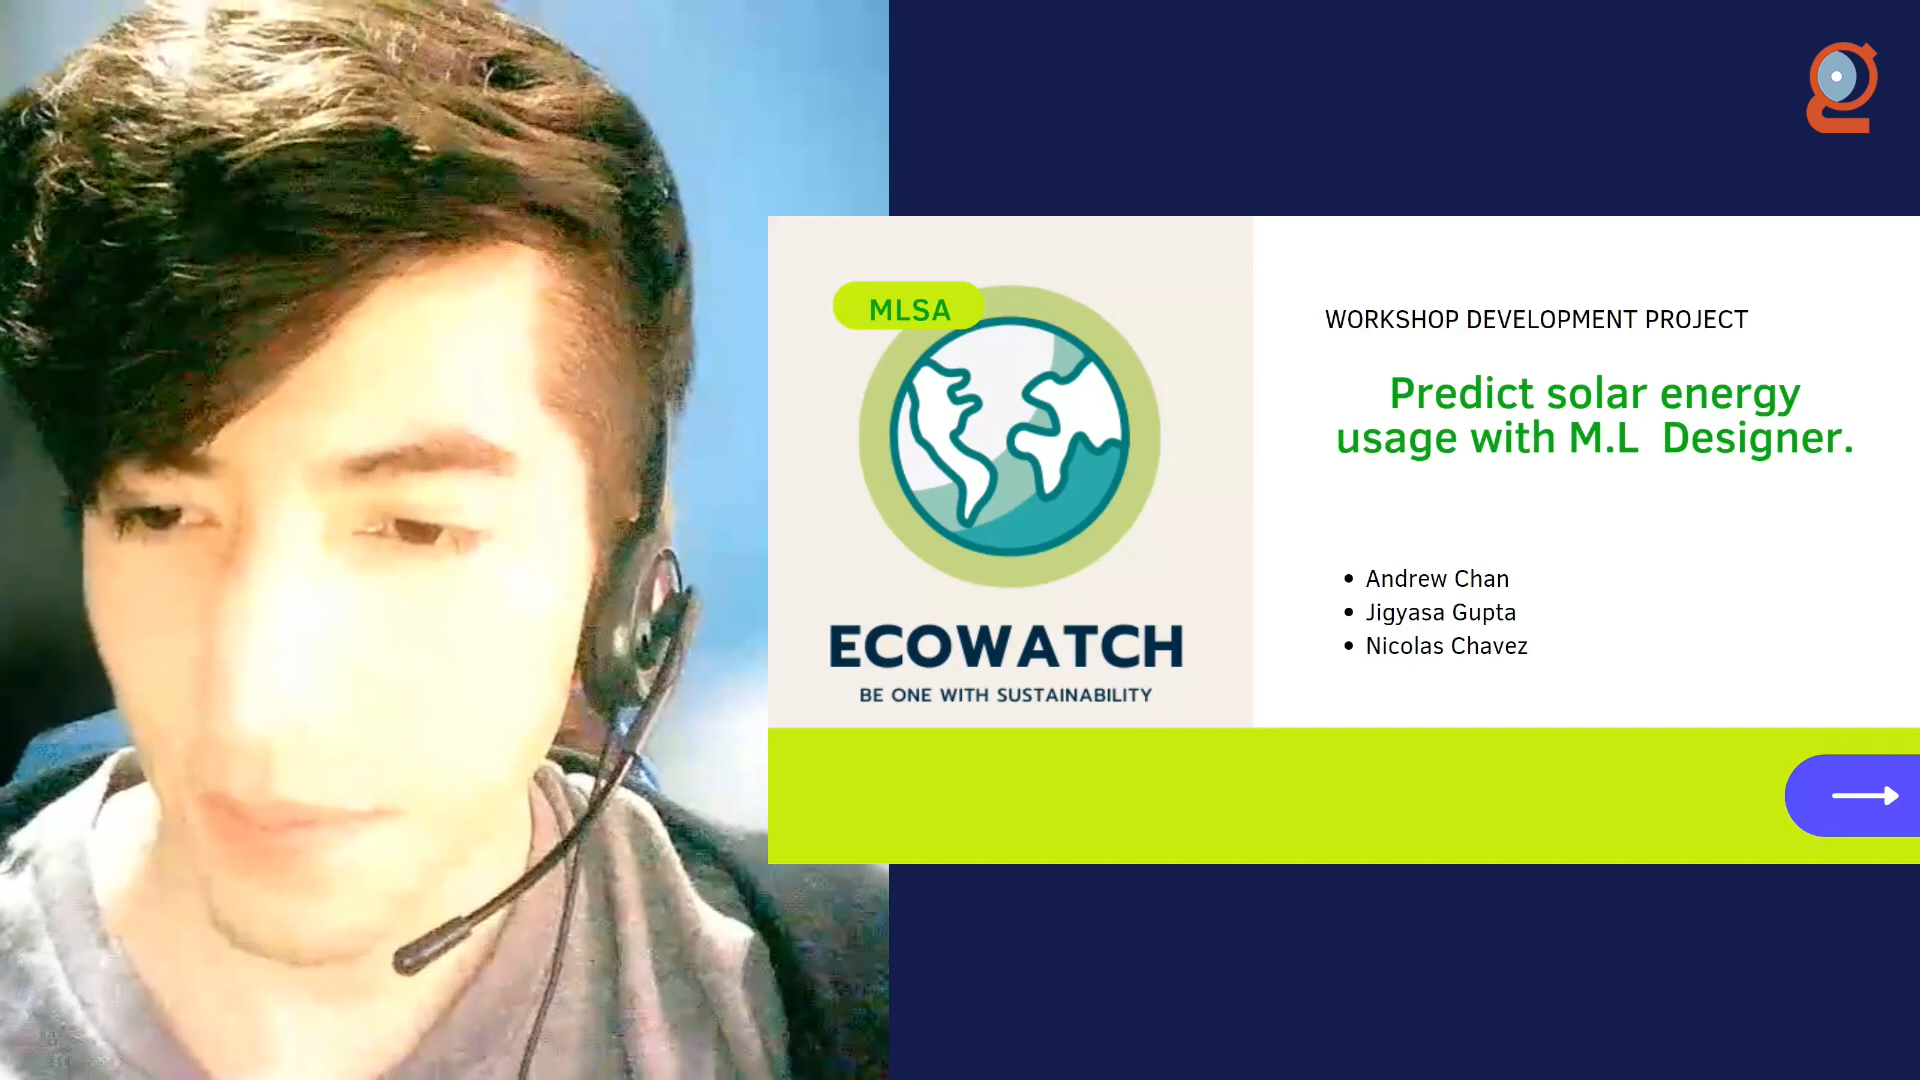 MLSA
ECOWATCH
BE ONE WITH SUSTAINABILITY
WORKSHOP DEVELOPMENT PROJECT
Predict solar energy
usage with M.L Designer.
• Andrew Chan
• Jigyasa Gupta
• Nicolas Chavez